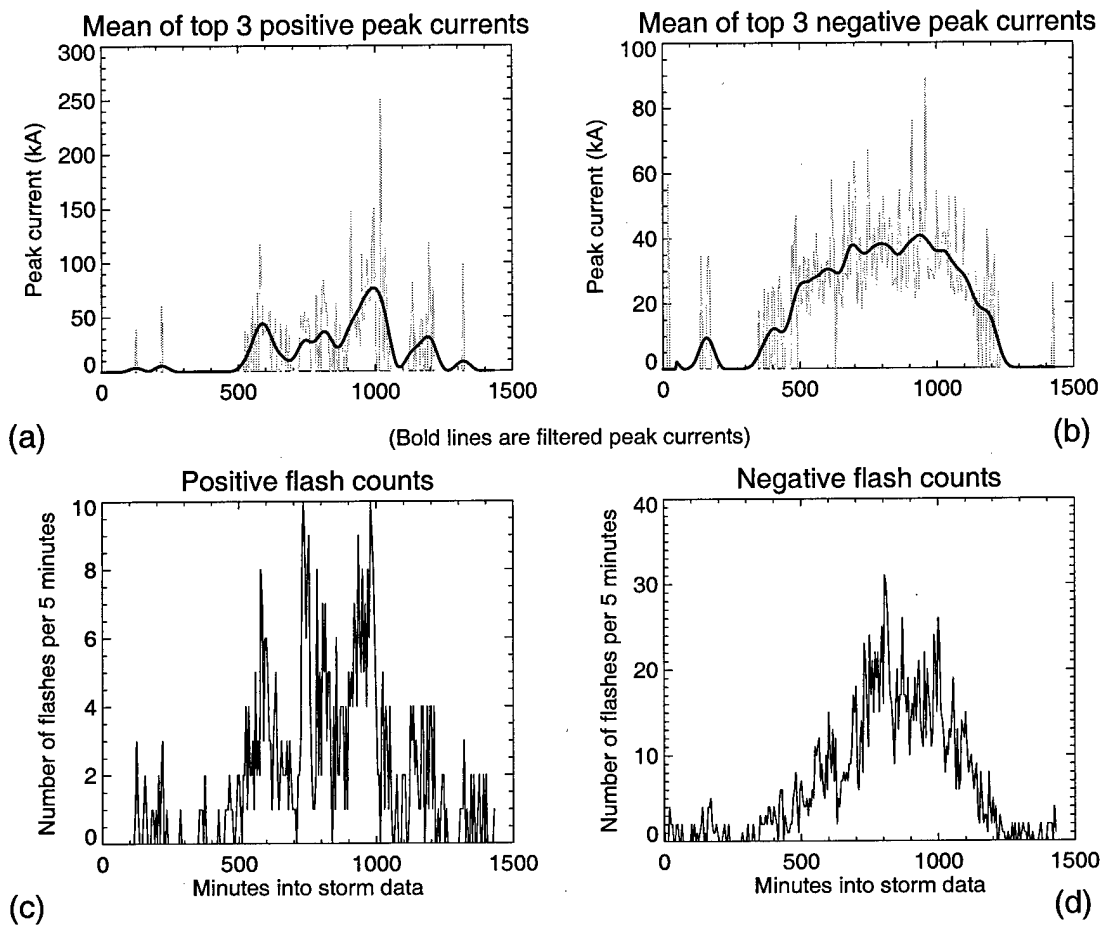 Mean of top 3 positive peak currents
Mean of top 3 negative peak currents
Peak current (kA)
300
250
200
150
100
50
0
0
500
1000
1500
Peak current (kA)
100
80
60
40
20
0
0
500
1000
1500
(a)
(Bold lines are filtered peak currents)
(b)
Positive flash counts
Negative flash counts
Number of flashes per 5 minutes
10
8
6
4
2
0
0
500
1000
1500
Minutes into storm data
Number of flashes per 5 minutes
40
30
20
10
0
0
500
1000
1500
Minutes into storm data
(c)
(d)